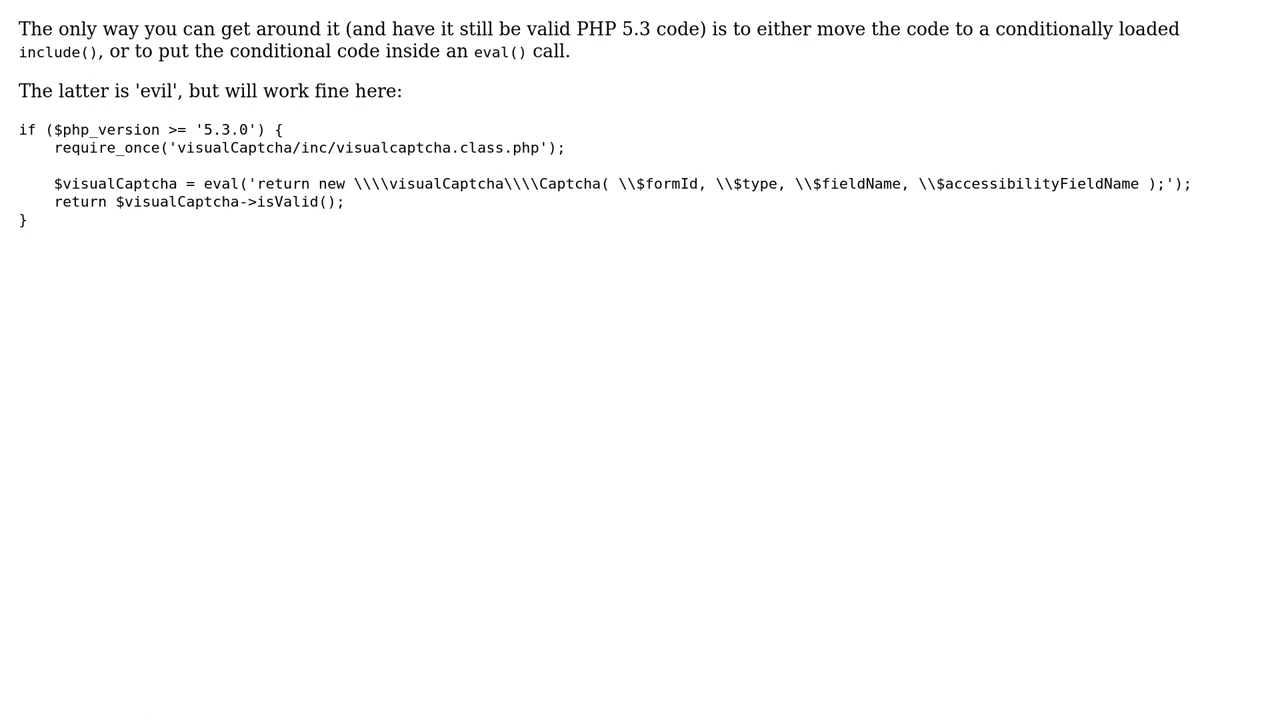 The only way you can get around it (and have it still be valid PHP 5.3 code) is to either move the code to a conditionally loaded
include(), or to put the conditional code inside an eval() call.
The latter is 'evil', but will work fine here:
if ($php_version >= '5.3.0') {
    require_once('visualCaptcha/inc/visualcaptcha.class.php');
    $visualCaptcha = eval('return new \\\\visualCaptcha\\\\Captcha( \\$formId, \\$type, \\$fieldName, \\$accessibilityFieldName );');
    return $visualCaptcha->isValid();
}